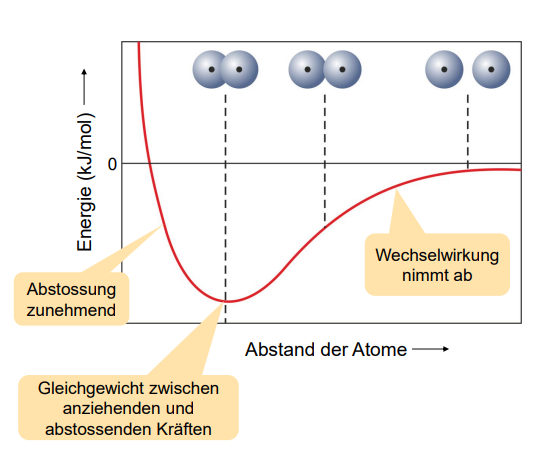 Energie (kJ/mol)
0
Wechselwirkung
nimmt ab
Abstossung
zunehmend
Abstand der Atome
Gleichgewicht zwischen
anziehenden und
abstossenden Kräften